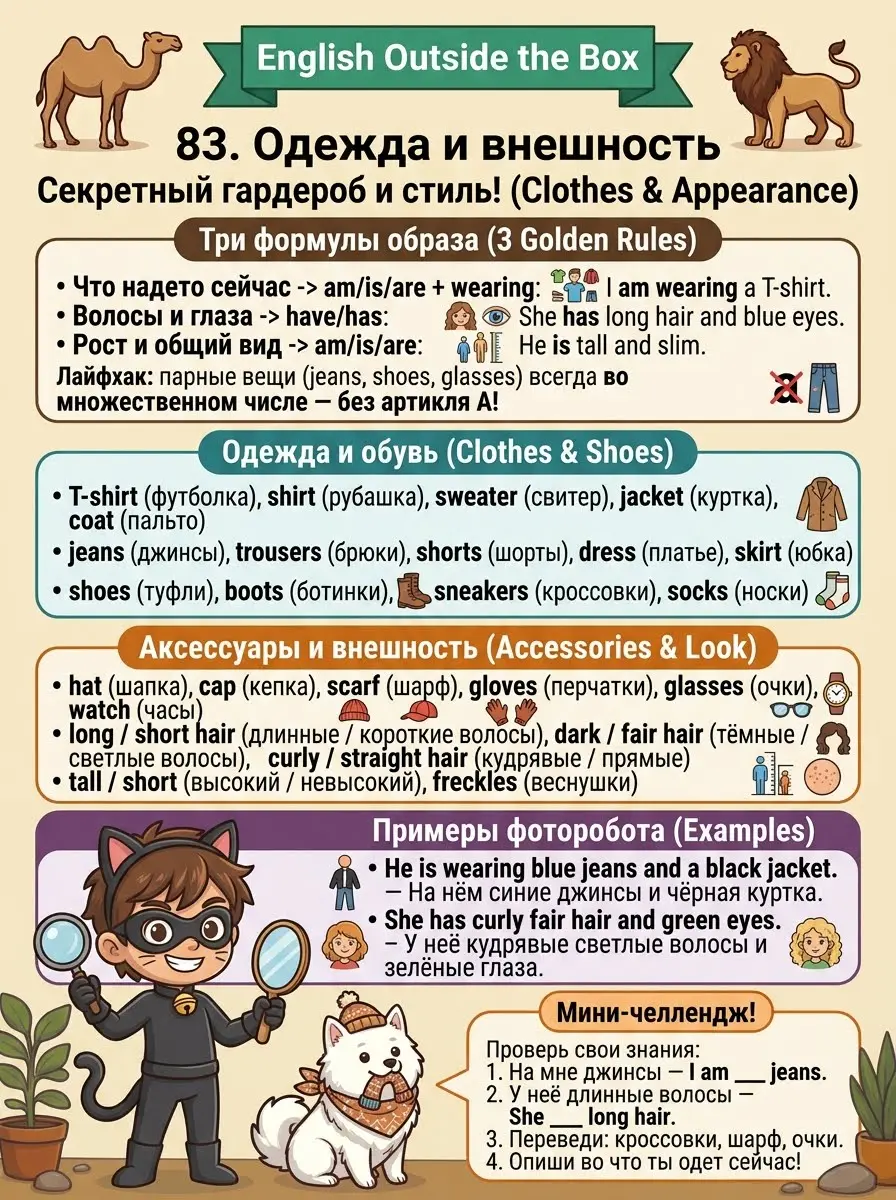 English Outside the Box
83. Одежда и внешность
Секретный гардероб и стиль! (Clothes & Appearance)
Три формулы образа (3 Golden Rules)
• Что надето сейчас -> am/is/are + wearing: I am wearing a T-shirt.
• Волосы и глаза -> have/has: She has long hair and blue eyes.
• Рост и общий вид -> am/is/are: He is tall and slim.
Лайфхак: парные вещи (jeans, shoes, glasses) всегда во
множественном числе — без артикля А!
a
Одежда и обувь (Clothes & Shoes)
• T-shirt (футболка), shirt (рубашка), sweater (свитер), jacket (куртка),
coat (пальто)
• jeans (джинсы), trousers (брюки), shorts (шорты), dress (платье), skirt (юбка)
• shoes (туфли), boots (ботинки), sneakers (кроссовки), socks (носки)
Аксессуары и внешность (Accessories & Look)
• hat (шапка), cap (кепка), scarf (шарф), gloves (перчатки), glasses (очки),
watch (часы)
• long / short hair (длинные / короткие волосы), dark / fair hair (тёмные /
светлые волосы), curly / straight hair (кудрявые / прямые)
• tall / short (высокий / невысокий), freckles (веснушки)
Примеры фоторобота (Examples)
• He is wearing blue jeans and a black jacket.
— На нём синие джинсы и чёрная куртка.
• She has curly fair hair and green eyes.
– У неё кудрявые светлые волосы и
зелёные глаза.
Мини-челлендж!
Проверь свои знания:
1. На мне джинсы — I am ___ jeans.
2. У неё длинные волосы —
She ___ long hair.
3. Переведи: кроссовки, шарф, очки.
4. Опиши во что ты одет сейчас!